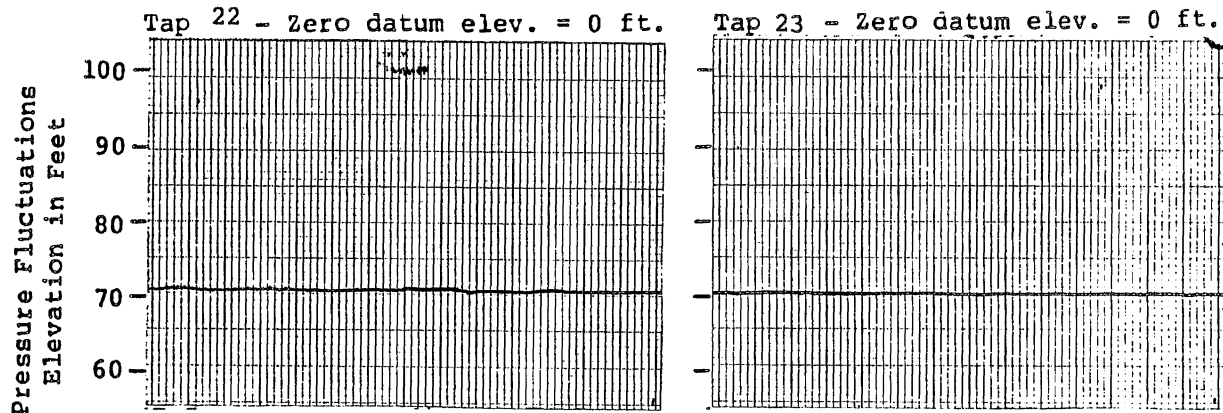 Tap 22 - Zero datum elev. = 0 ft.
Tap 23 - Zero datum elev. = 0 ft.
Pressure Fluctuations
Elevation in Feet
100
90
80
70
60